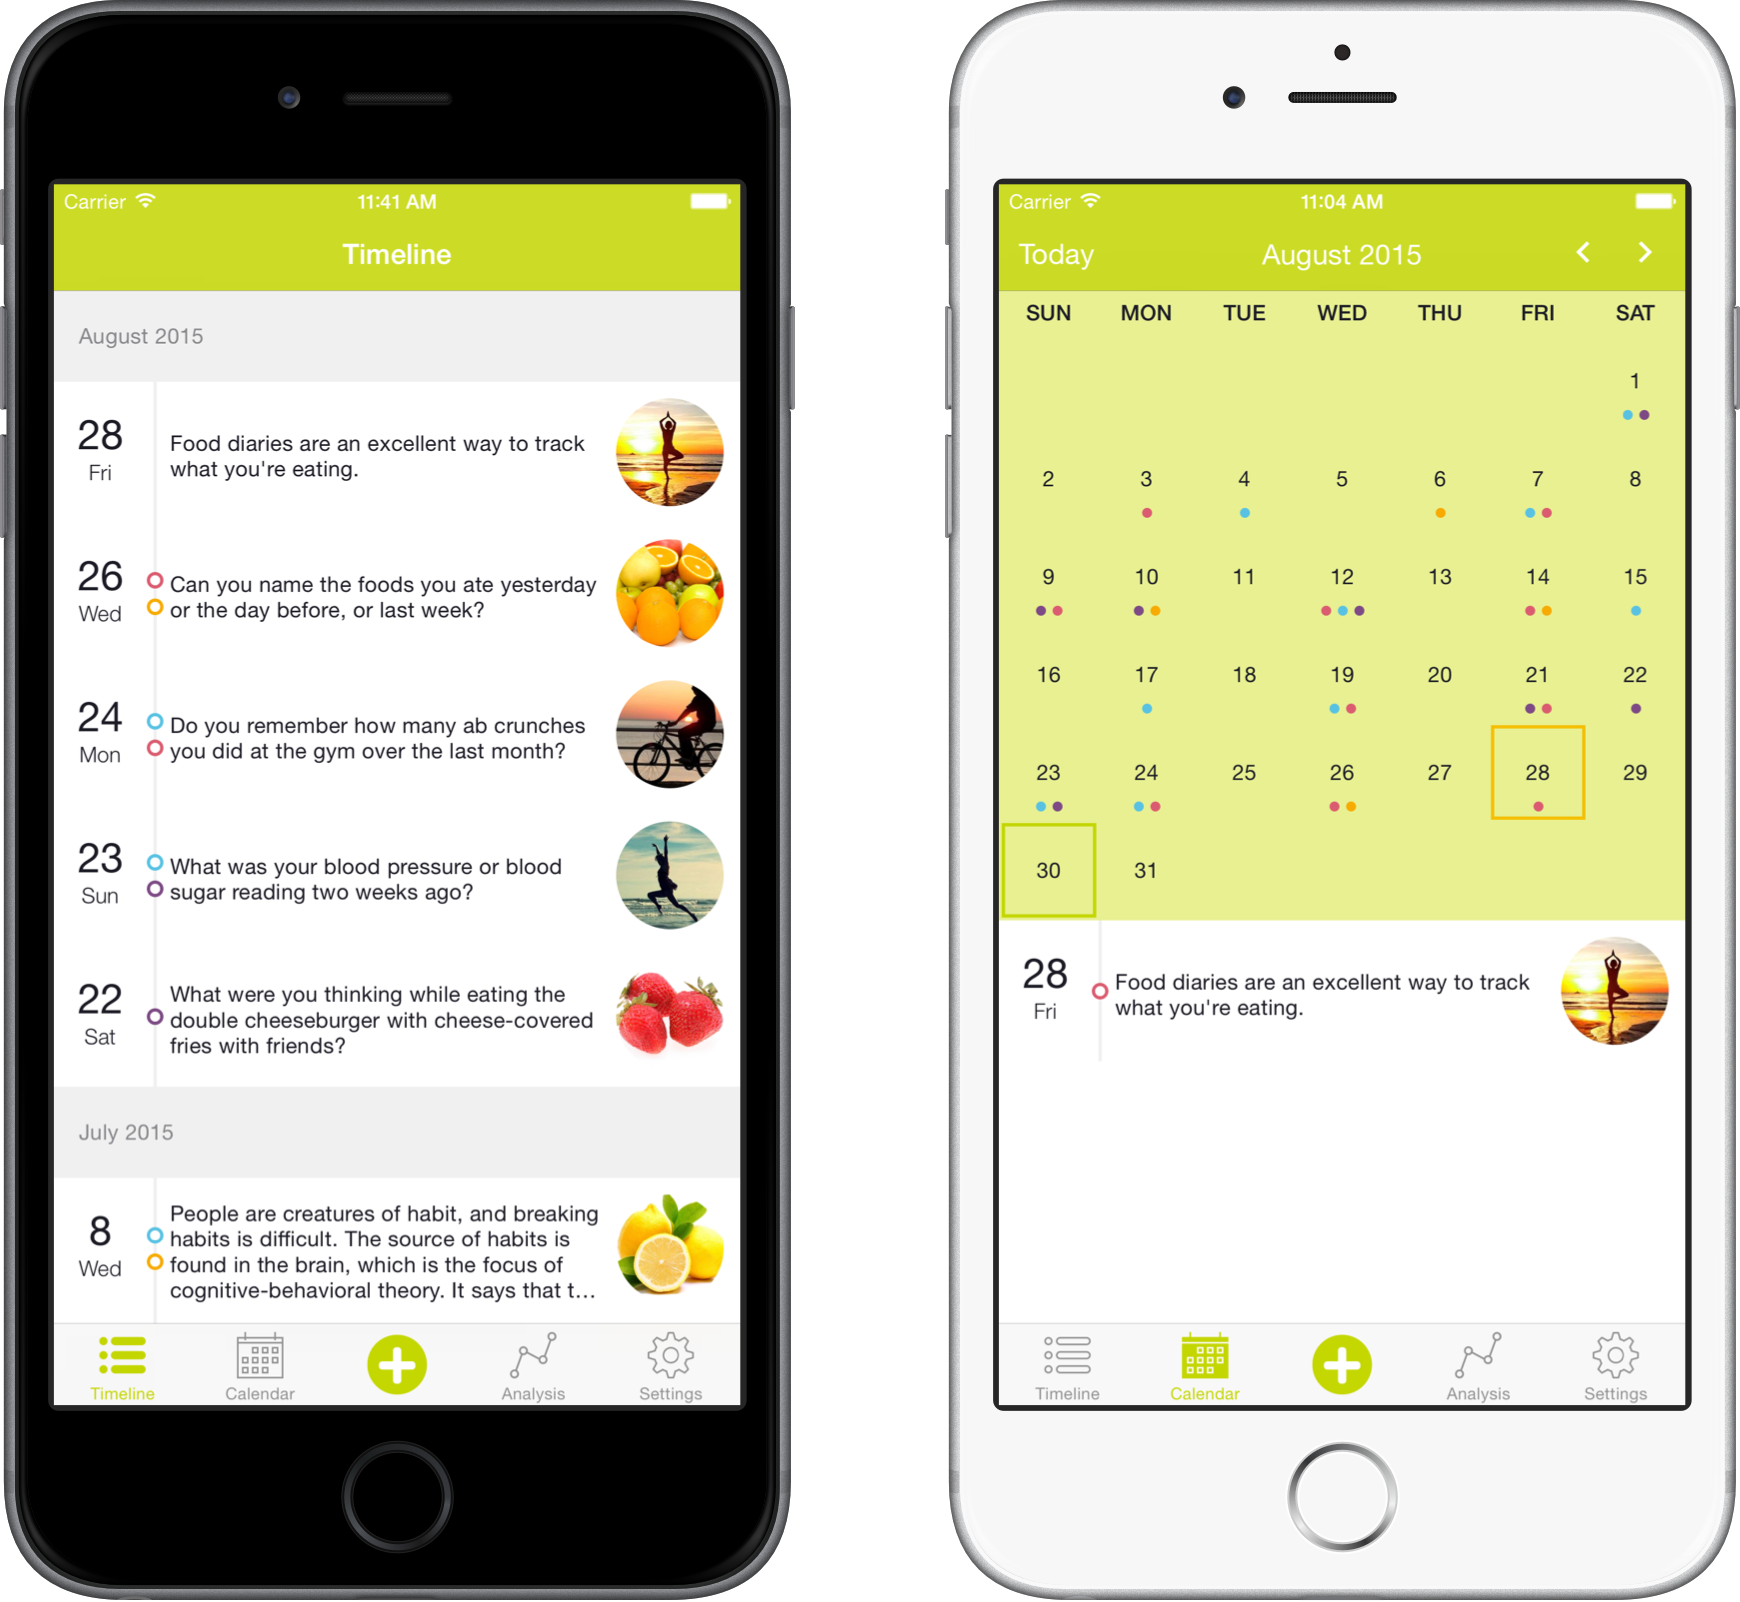 Carrier 11:41 AM
Timeline
August 2015
28
Fri
Food diaries are an excellent way to track
what you're eating.
26
Wed
Can you name the foods you ate yesterday
or the day before, or last week?
24
Mon
Do you remember how many ab crunches
you did at the gym over the last month?
23
Sun
What was your blood pressure or blood
sugar reading two weeks ago?
22
Sat
What were you thinking while eating the
double cheeseburger with cheese-covered
fries with friends?
July 2015
8
Wed
People are creatures of habit, and breaking
habits is difficult. The source of habits is
found in the brain, which is the focus of
cognitive-behavioral theory. It says that t...
Timeline Calendar Analysis Settings
Carrier 11:04 AM
Today August 2015
SUN MON TUE WED THU FRI SAT
1
2 3 4 5 6 7 8
9 10 11 12 13 14 15
16 17 18 19 20 21 22
23 24 25 26 27 28 29
30 31
28
Fri
Food diaries are an excellent way to track
what you're eating.
Timeline Calendar Analysis Settings